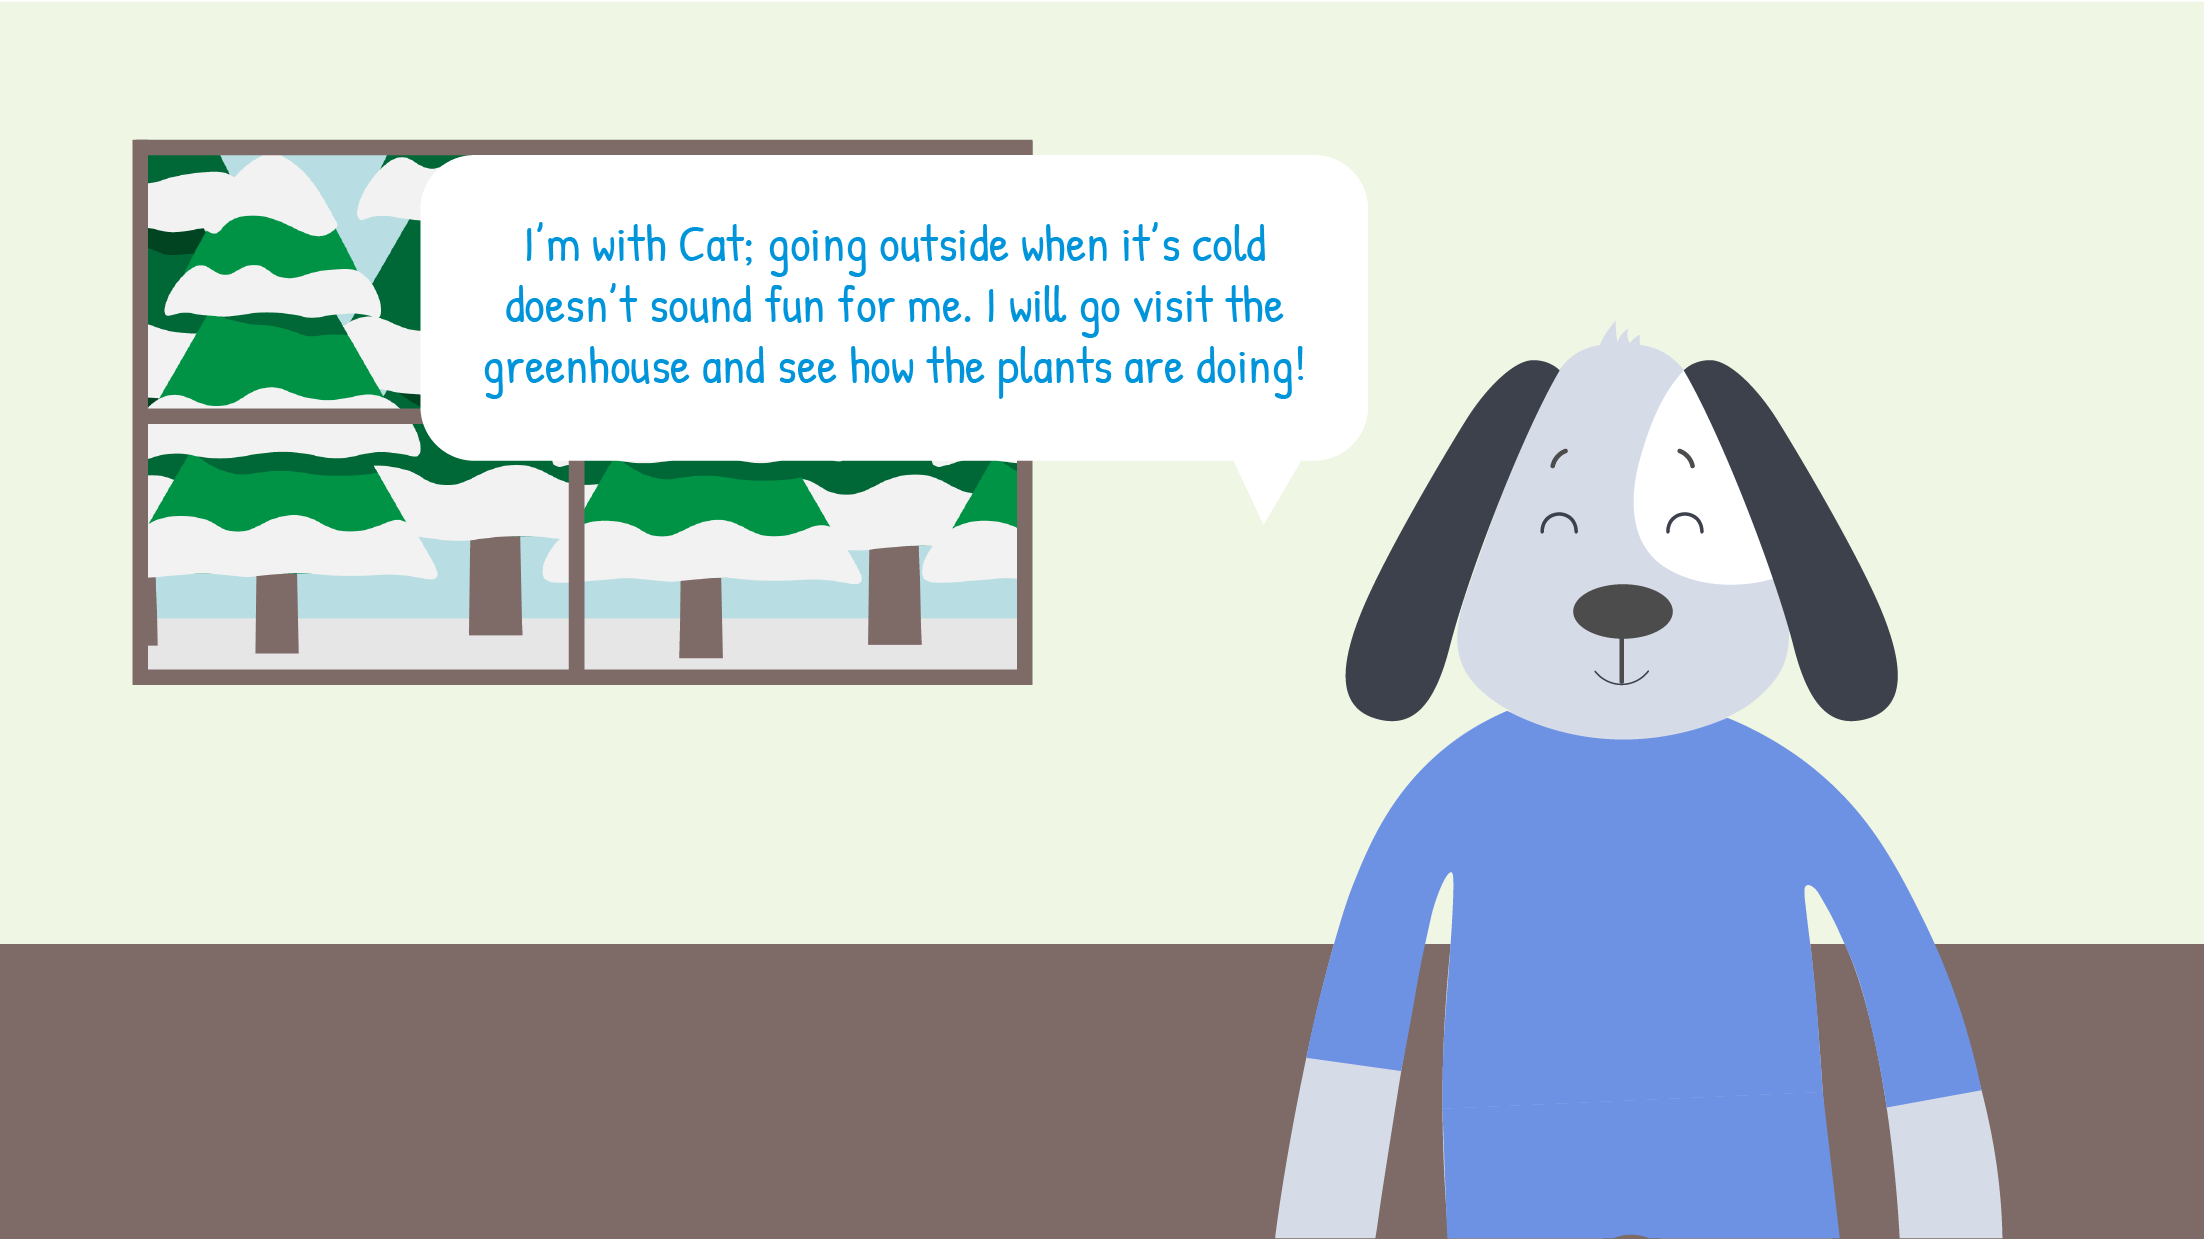 I'm with Cat; going outside when it's cold
doesn't sound fun for me. I will go visit the
greenhouse and see how the plants are doing!